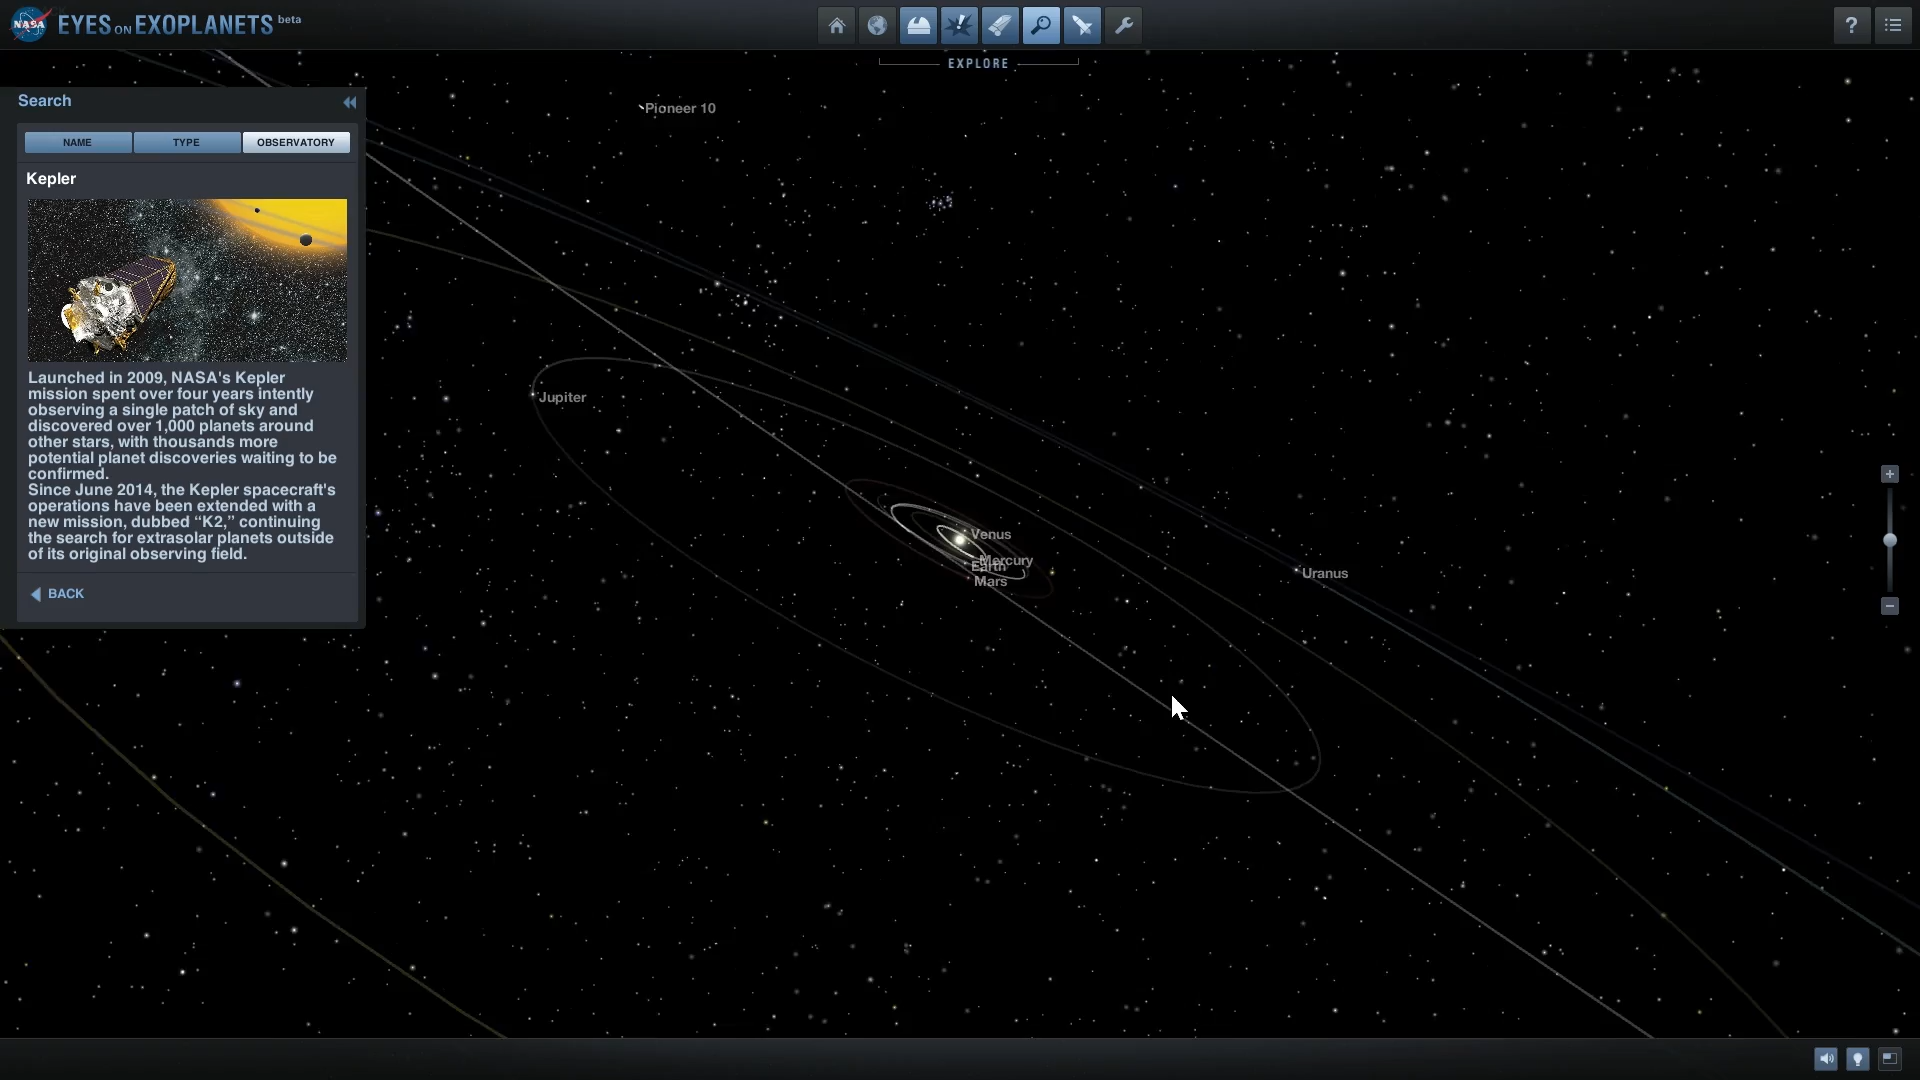 NASA EYES ON EXOPLANETS beta
?
EXPLORE
Search
NAME TYPE OBSERVATORY
Kepler
Launched in 2009, NASA's Kepler
mission spent over four years intently
observing a single patch of sky and
discovered over 1,000 planets around
other stars, with thousands more
potential planet discoveries waiting to be
confirmed.
Since June 2014, the Kepler spacecraft's
operations have been extended with a
new mission, dubbed “K2,” continuing
the search for extrasolar planets outside
of its original observing field.
BACK
Pioneer 10
Jupiter
Venus
Mercury
Earth
Mars
Uranus